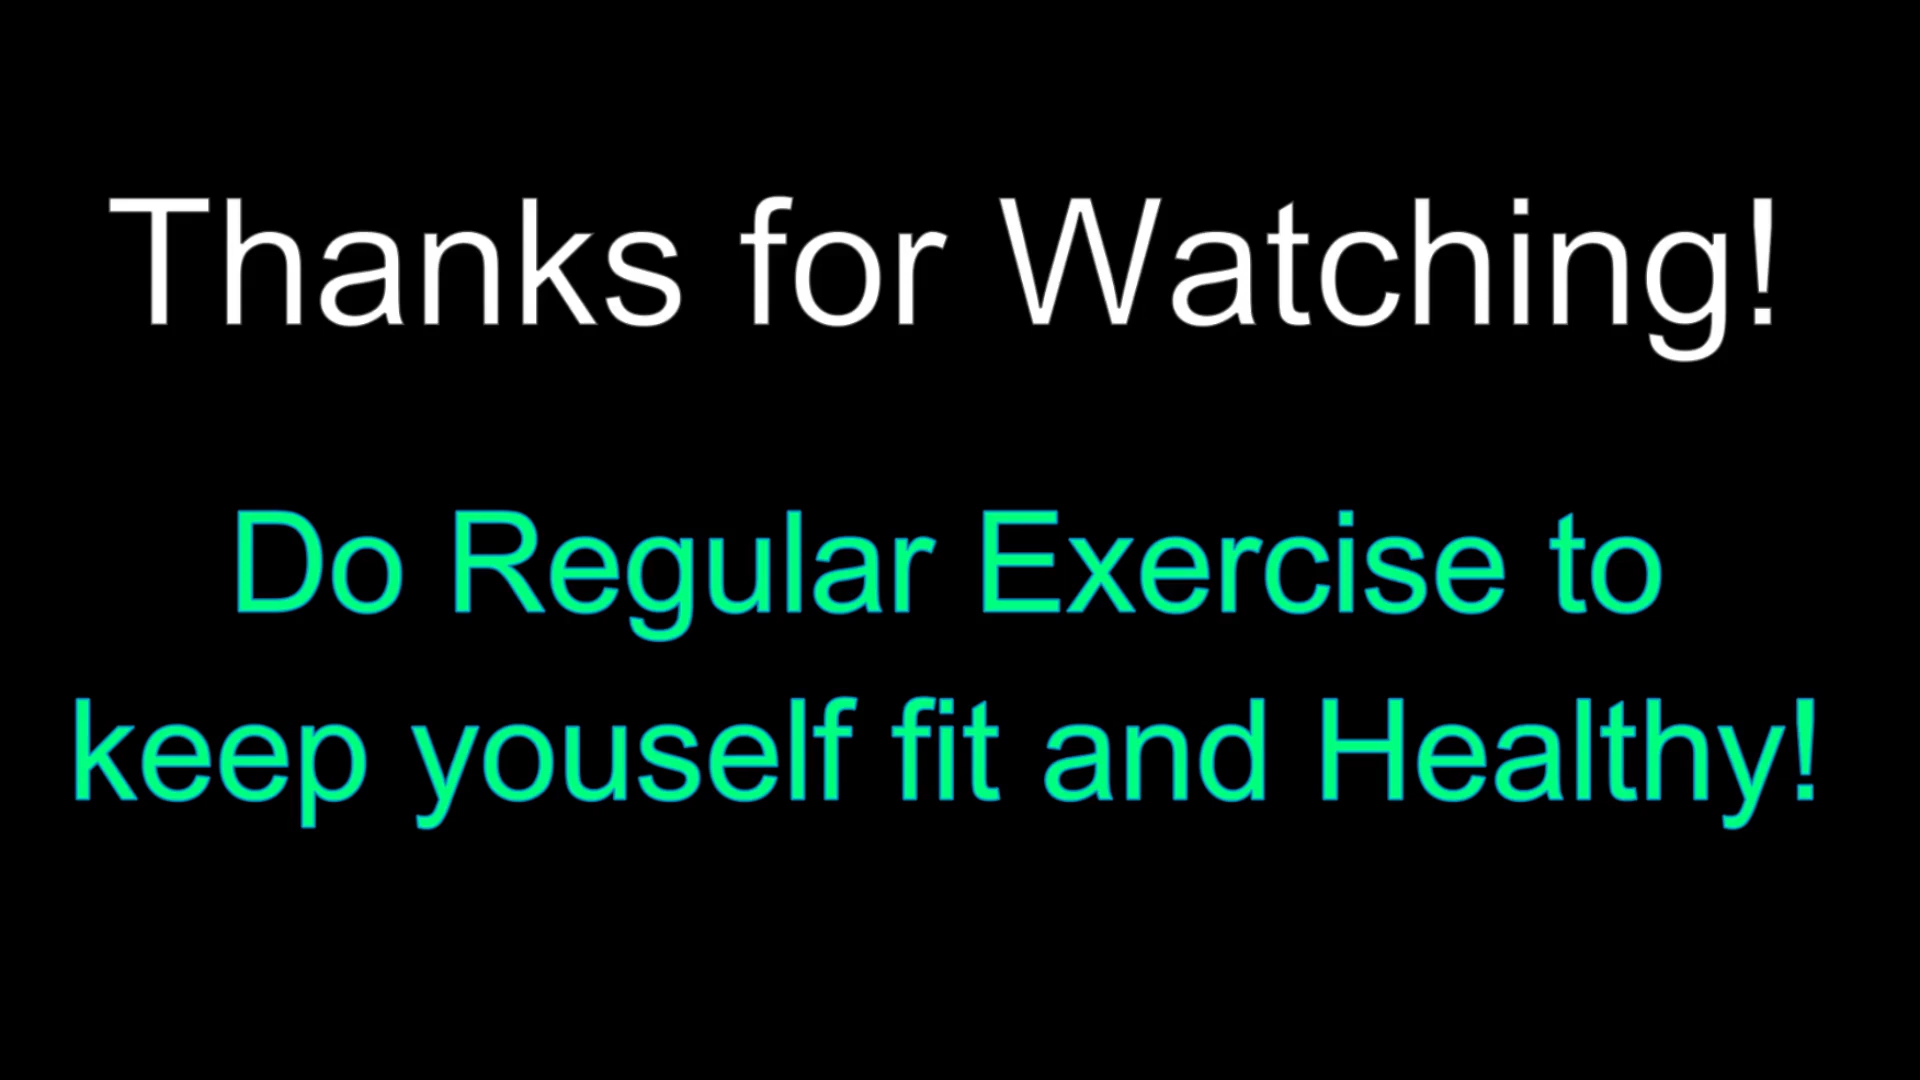 Thanks for Watching!
Do Regular Exercise to
keep youself fit and Healthy!